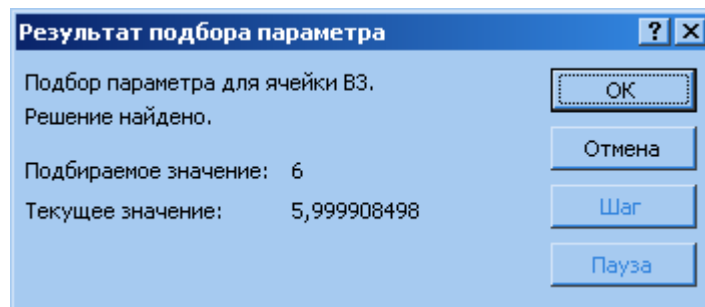 Результат подбора параметра
Подбор параметра для ячейки B3.
Решение найдено.
Подбираемое значение: 6
Текущее значение: 5,999908498
ОК
Отмена
Шаг
Пауза